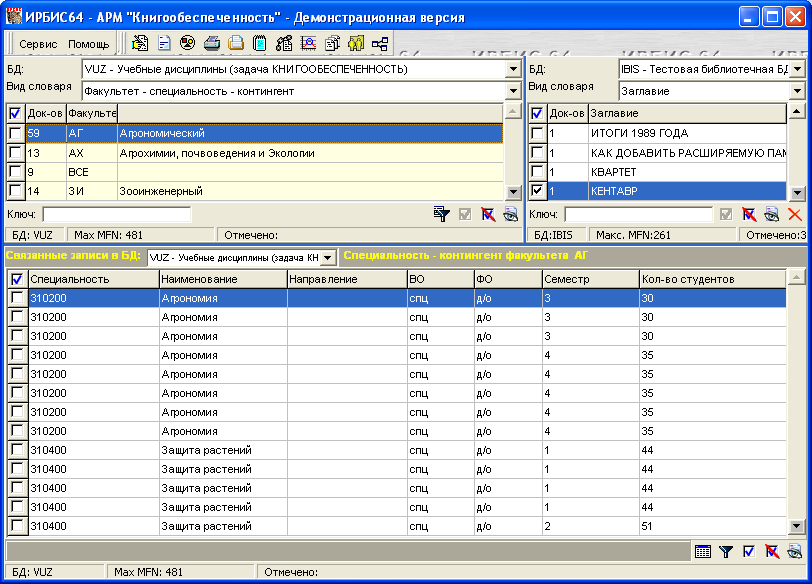 ИРБИС64 - АРМ "Книгообеспеченность" - Демонстрационная версия
Сервис Помощь
БД: VUZ - Учебные дисциплины (задача КНИГООБЕСПЕЧЕННОСТЬ)
Вид словаря Факультет - специальность - контингент
Док-ов Факульте
59 АГ Агрономический
13 АХ Агрохимии, почвоведения и Экологии
9 ВСЕ
14 ЗИ Зооинженерный
Ключ:
БД: VUZ Max MFN: 481 Отмечено:
БД: IBIS - Тестовая библиотечная БД
Вид словаря Заглавие
Док-ов Заглавие
1 ИТОГИ 1989 ГОДА
1 КАК ДОБАВИТЬ РАСШИРЯЕМУЮ ПАМ
1 КВАРТЕТ
1 КЕНТАВР
Ключ:
БД:IBIS Макс. MFN:261 Отмечено:3
Связанные записи в БД: VUZ - Учебные дисциплины (задача КН Специальность - контингент факультета АГ
Специальность Наименование Направление ВО ФО Семестр Кол-во студентов
310200 Агрономия спц д/о 3 30
310200 Агрономия спц д/о 3 30
310200 Агрономия спц д/о 3 30
310200 Агрономия спц д/о 4 35
310200 Агрономия спц д/о 4 35
310200 Агрономия спц д/о 4 35
310200 Агрономия спц д/о 4 35
310200 Агрономия спц д/о 4 35
310400 Защита растений спц д/о 1 44
310400 Защита растений спц д/о 1 44
310400 Защита растений спц д/о 1 44
310400 Защита растений спц д/о 1 44
310400 Защита растений спц д/о 2 51
БД: VUZ Max MFN: 481 Отмечено: